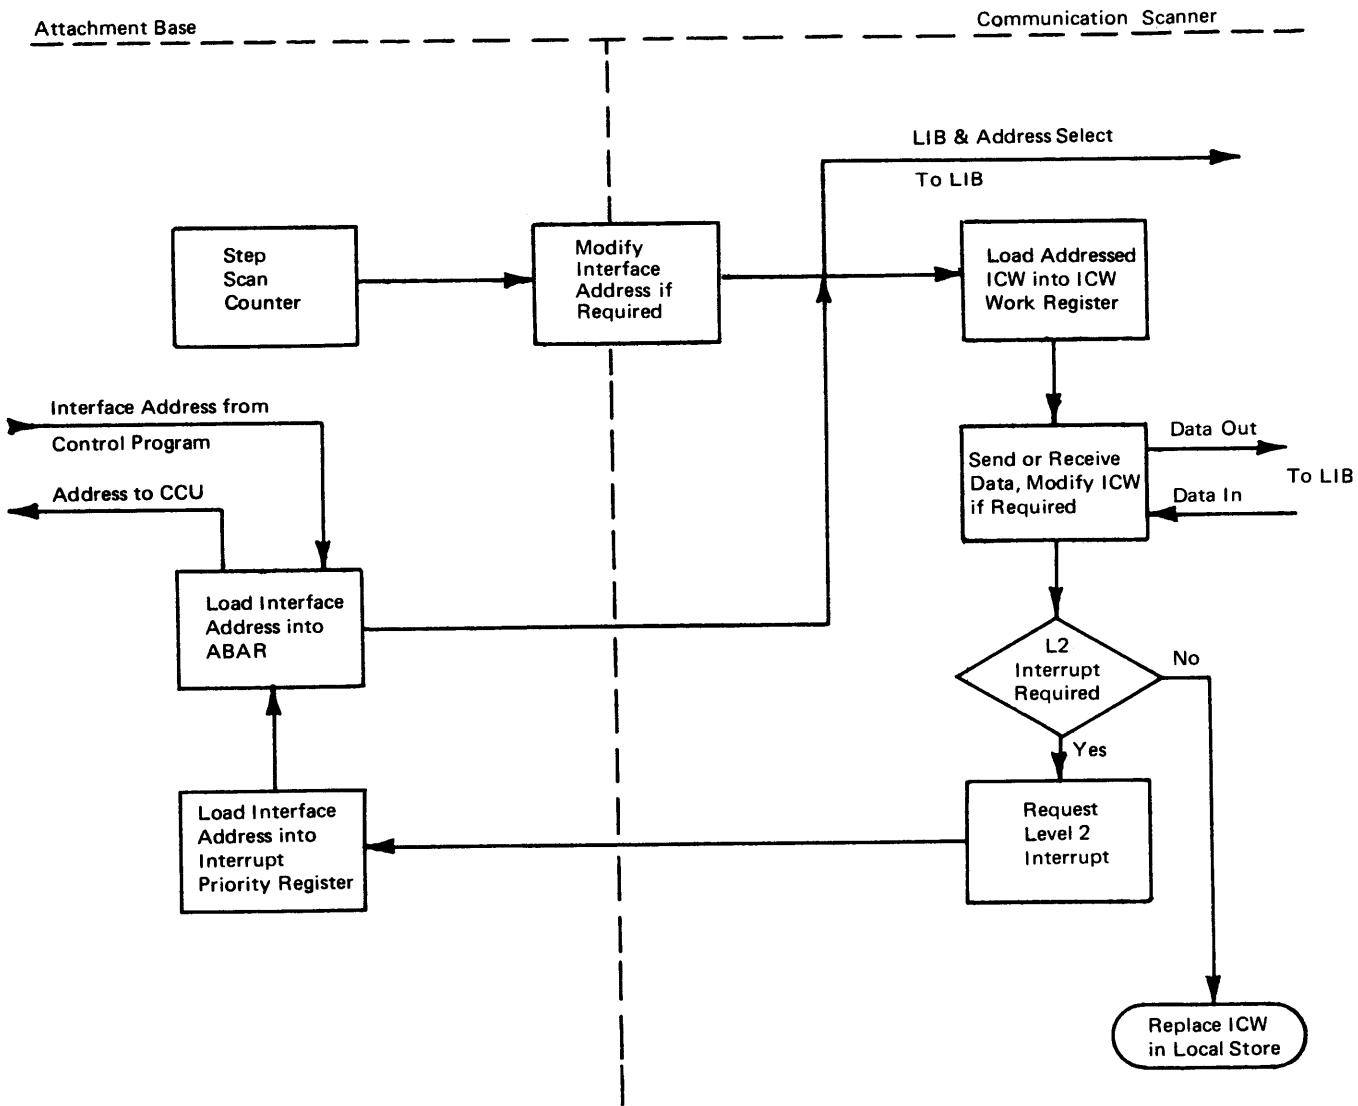 Attachment Base
Communication Scanner
LIB & Address Select
To LIB
Step
Scan
Counter
Modify
Interface
Address if
Required
Load Addressed
ICW into ICW
Work Register
Interface Address from
Control Program
Address to CCU
Send or Receive
Data, Modify ICW
if Required
Data Out
To LIB
Data In
Load Interface
Address into
ABAR
L2
Interrupt
Required
No
Yes
Load Interface
Address into
Interrupt
Priority Register
Request
Level 2
Interrupt
Replace ICW
in Local Store